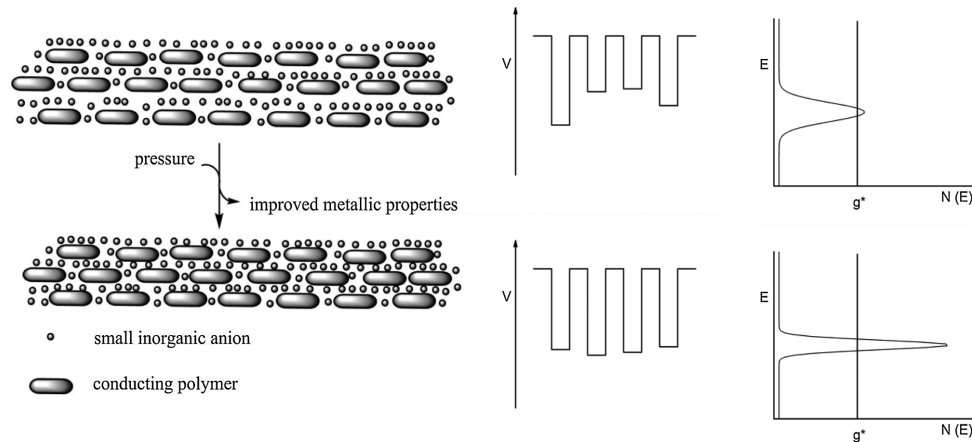 pressure
improved metallic properties
small inorganic anion
conducting polymer
V
E
g*
N (E)
V
E
g*
N (E)